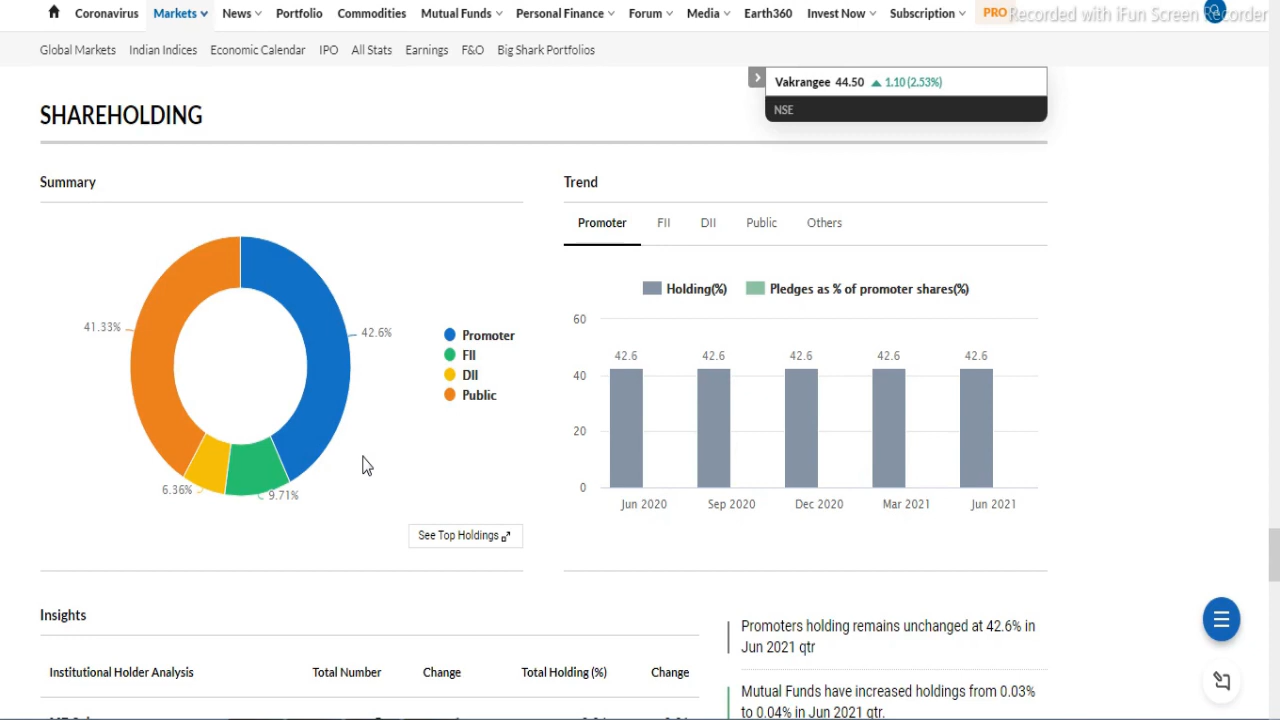 Coronavirus Markets News Portfolio Commodities Mutual Funds Personal Finance Forum Media Earth360 Invest Now Subscription PRO
Recorded with iFun Screen Recorder
Global Markets Indian Indices Economic Calendar IPO All Stats Earnings F&O Big Shark Portfolios
Vakrangee 44.50 ▲ 1.10 (2.53%)
NSE
SHAREHOLDING
Summary
41.33%
42.6%
6.36%
9.71%
Promoter
FII
DII
Public
See Top Holdings
Trend
Promoter FII DII Public Others
Holding(%) Pledges as % of promoter shares(%)
60
40
20
0
42.6 42.6 42.6 42.6 42.6
Jun 2020 Sep 2020 Dec 2020 Mar 2021 Jun 2021
Insights
Institutional Holder Analysis Total Number Change Total Holding (%) Change
Promoters holding remains unchanged at 42.6% in
Jun 2021 qtr
Mutual Funds have increased holdings from 0.03%
to 0.04% in Jun 2021 qtr.